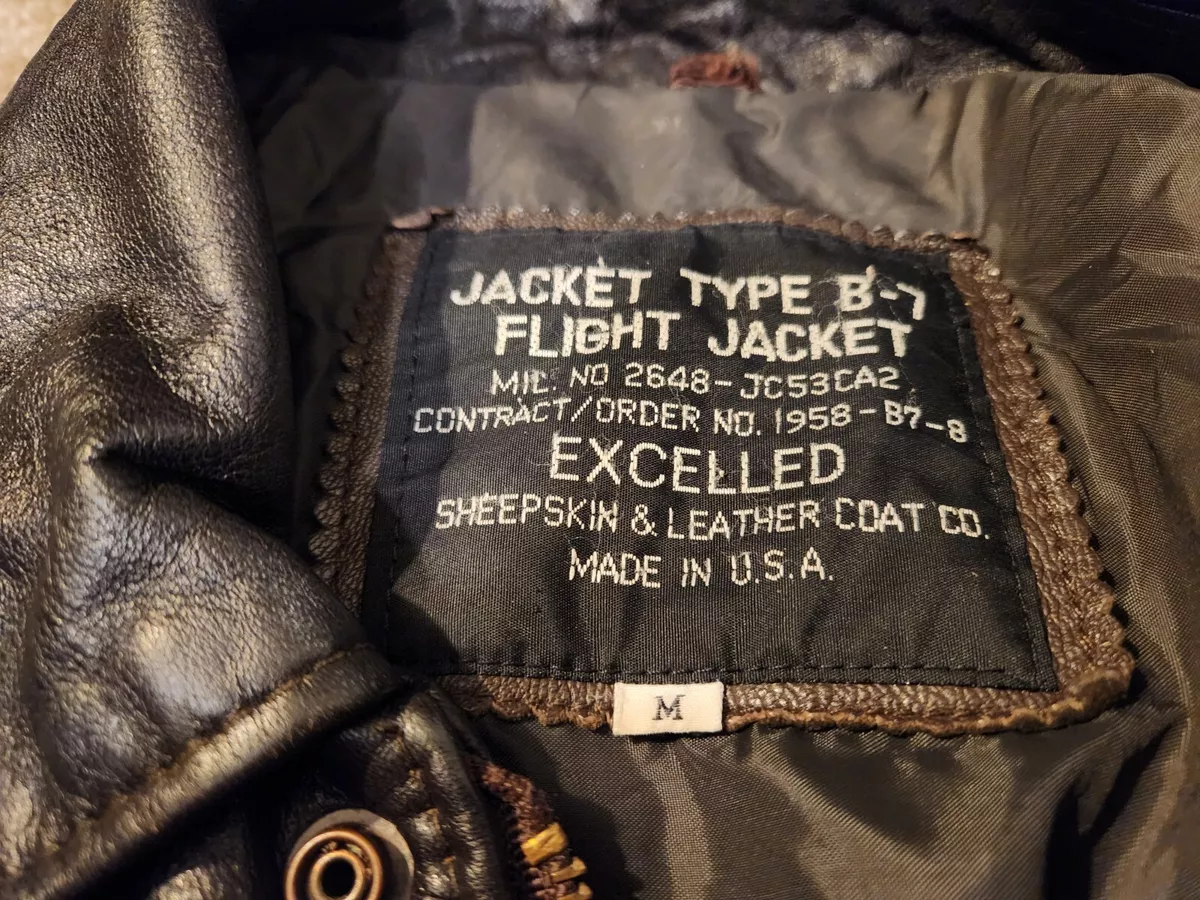 JACKET TYPE B-7
FLIGHT JACKET
MIL. NO 2648-JC53CA2
CONTRACT/ORDER NO. 1958-B7-8
EXCELLED
SHEEPSKIN & LEATHER COAT CO.
MADE IN U.S.A.
M